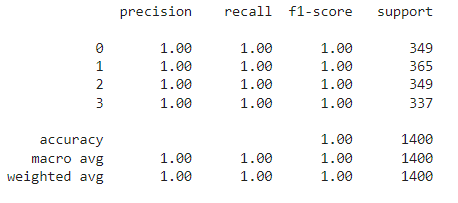 precision recall f1-score support
0 1.00 1.00 1.00 349
1 1.00 1.00 1.00 365
2 1.00 1.00 1.00 349
3 1.00 1.00 1.00 337
accuracy 1.00 1400
macro avg 1.00 1.00 1.00 1400
weighted avg 1.00 1.00 1.00 1400